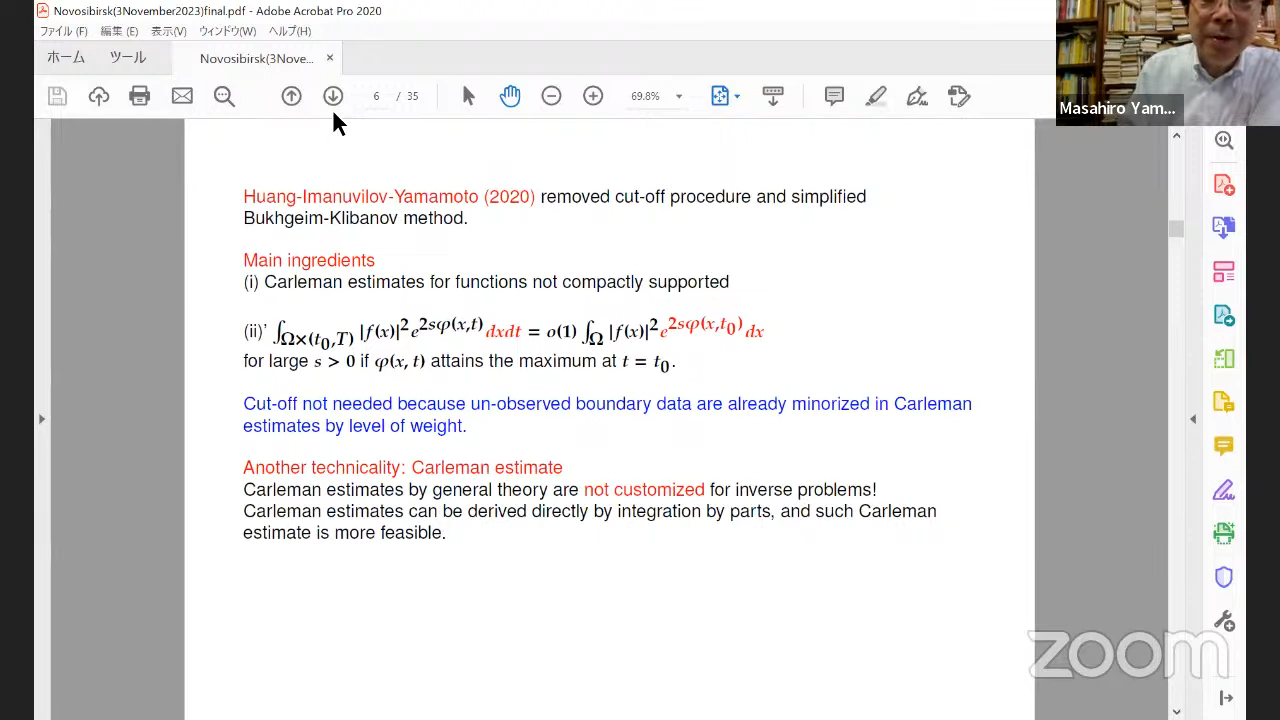 Novosibirsk(3November2023)final.pdf - Adobe Acrobat Pro 2020
ファイル (F) 編集 (E) 表示(V) ウィンドウ(W) ヘルプ(H)
ホーム ツール Novosibirsk(3Nove... ×
6 / 35 69.8%
Masahiro Yam...
Huang-Imanuvilov-Yamamoto (2020) removed cut-off procedure and simplified
Bukhgeim-Klibanov method.
Main ingredients
(i) Carleman estimates for functions not compactly supported
(ii)' ∫_{Ω×(t₀,T)} |f(x)|² e^{2sφ(x,t)} dxdt = o(1) ∫_Ω |f(x)|² e^{2sφ(x,t₀)} dx
for large s > 0 if φ(x, t) attains the maximum at t = t₀.
Cut-off not needed because un-observed boundary data are already minorized in Carleman
estimates by level of weight.
Another technicality: Carleman estimate
Carleman estimates by general theory are not customized for inverse problems!
Carleman estimates can be derived directly by integration by parts, and such Carleman
estimate is more feasible.
zoom